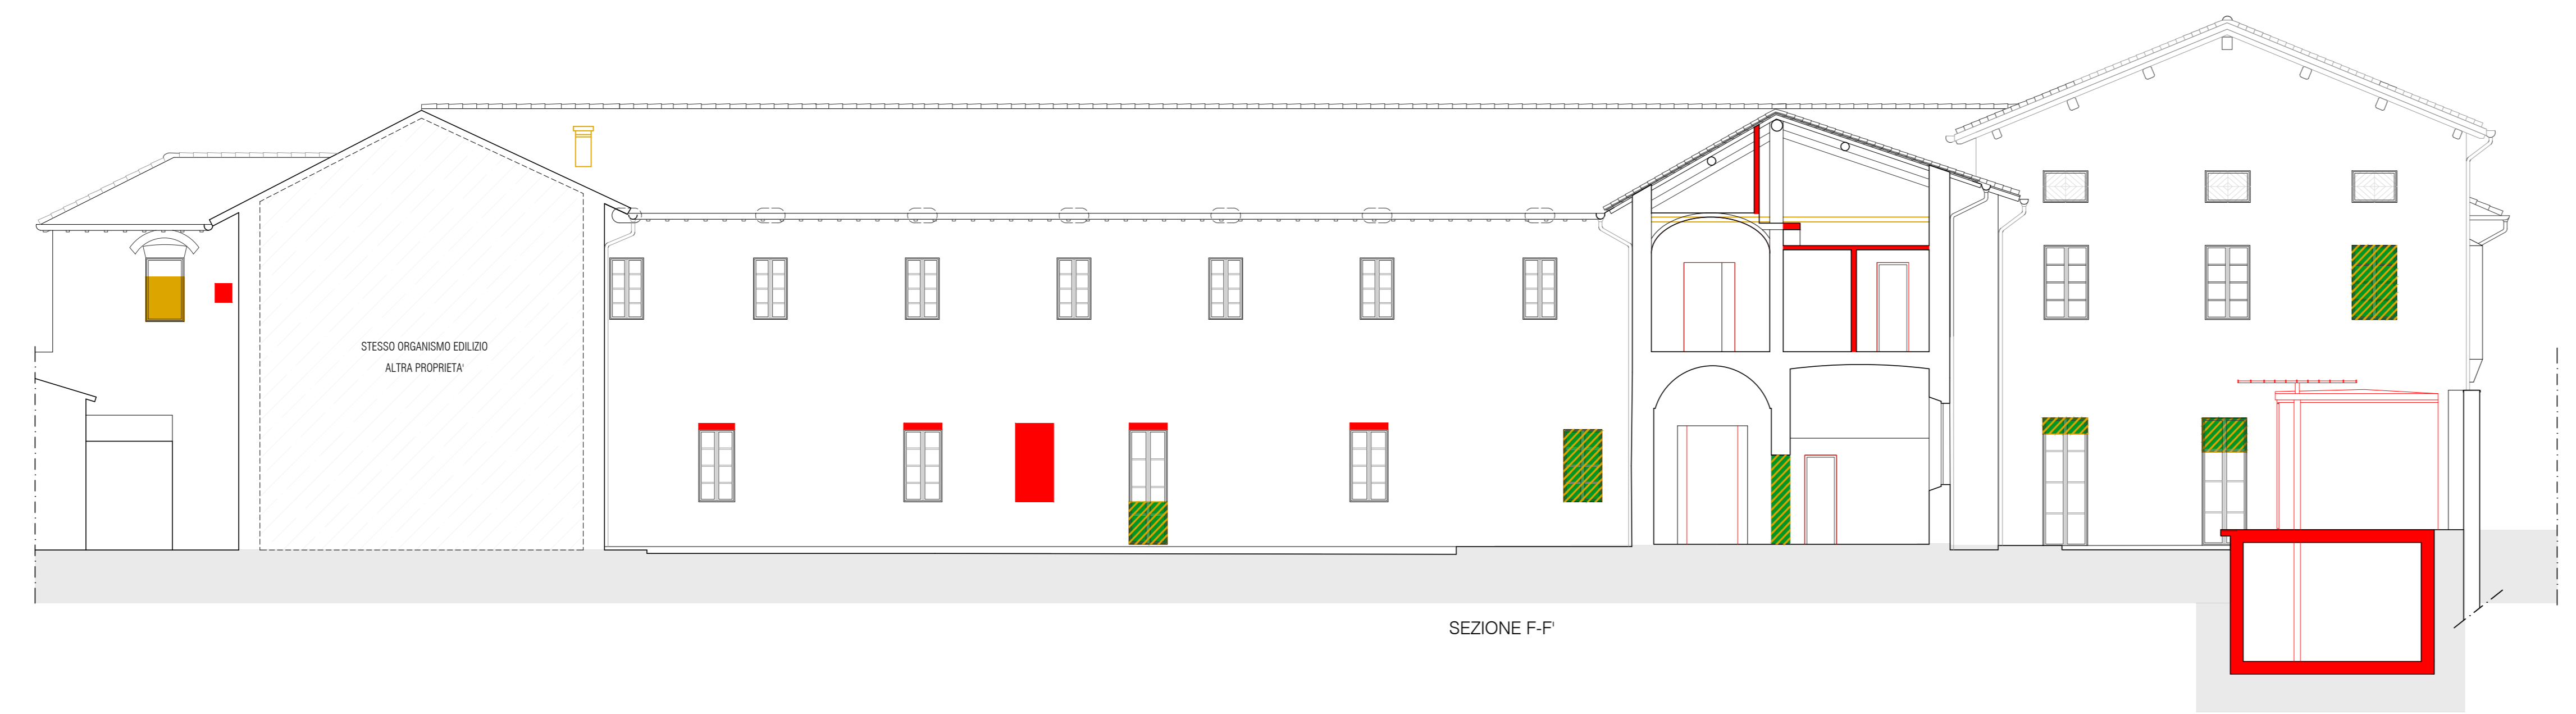 STESSO ORGANISMO EDILIZIO
ALTRA PROPRIETA'
SEZIONE F-F'